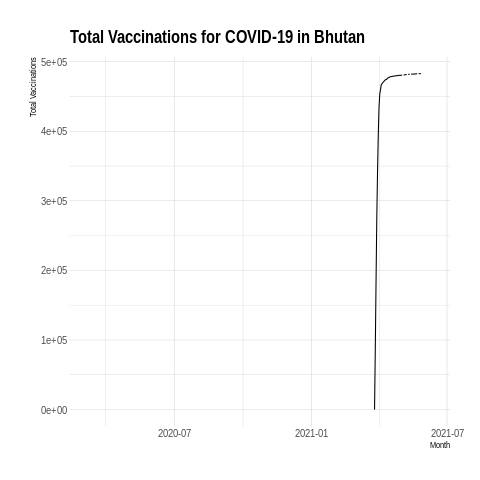 Total Vaccinations for COVID-19 in Bhutan
Total Vaccinations
5e+05
4e+05
3e+05
2e+05
1e+05
0e+00
2020-07
2021-01
2021-07
Month